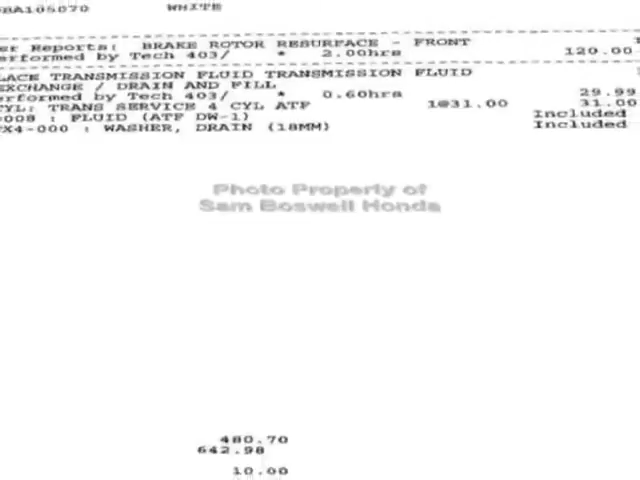 BA105070 WHITE
er Reports: BRAKE ROTOR RESURFACE - FRONT
erformed by Tech 403/ * 2.00hrs 120.00
LACE TRANSMISSION FLUID TRANSMISSION FLUID
EXCHANGE / DRAIN AND FILL
erformed by Tech 403/ * 0.60hrs 29.99
CYL: TRANS SERVICE 4 CYL ATF 1@31.00 31.00
-008 : FLUID (ATF DW-1) Included
X4-000 : WASHER, DRAIN (18MM) Included
Photo Property of
Sam Boswell Honda
480.70
642.98
10.00